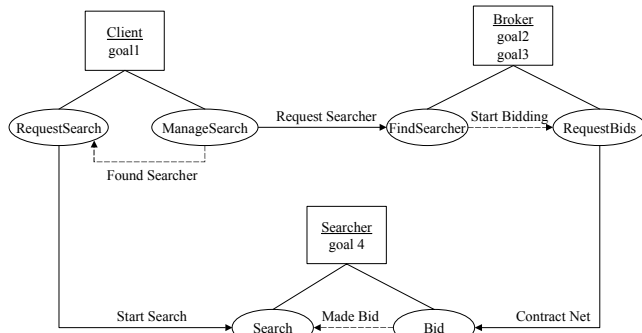 Client
goal1
Broker
goal2
goal3
RequestSearch
ManageSearch
Request Searcher
FindSearcher
Start Bidding
RequestBids
Found Searcher
Searcher
goal 4
Start Search
Search
Made Bid
Bid
Contract Net